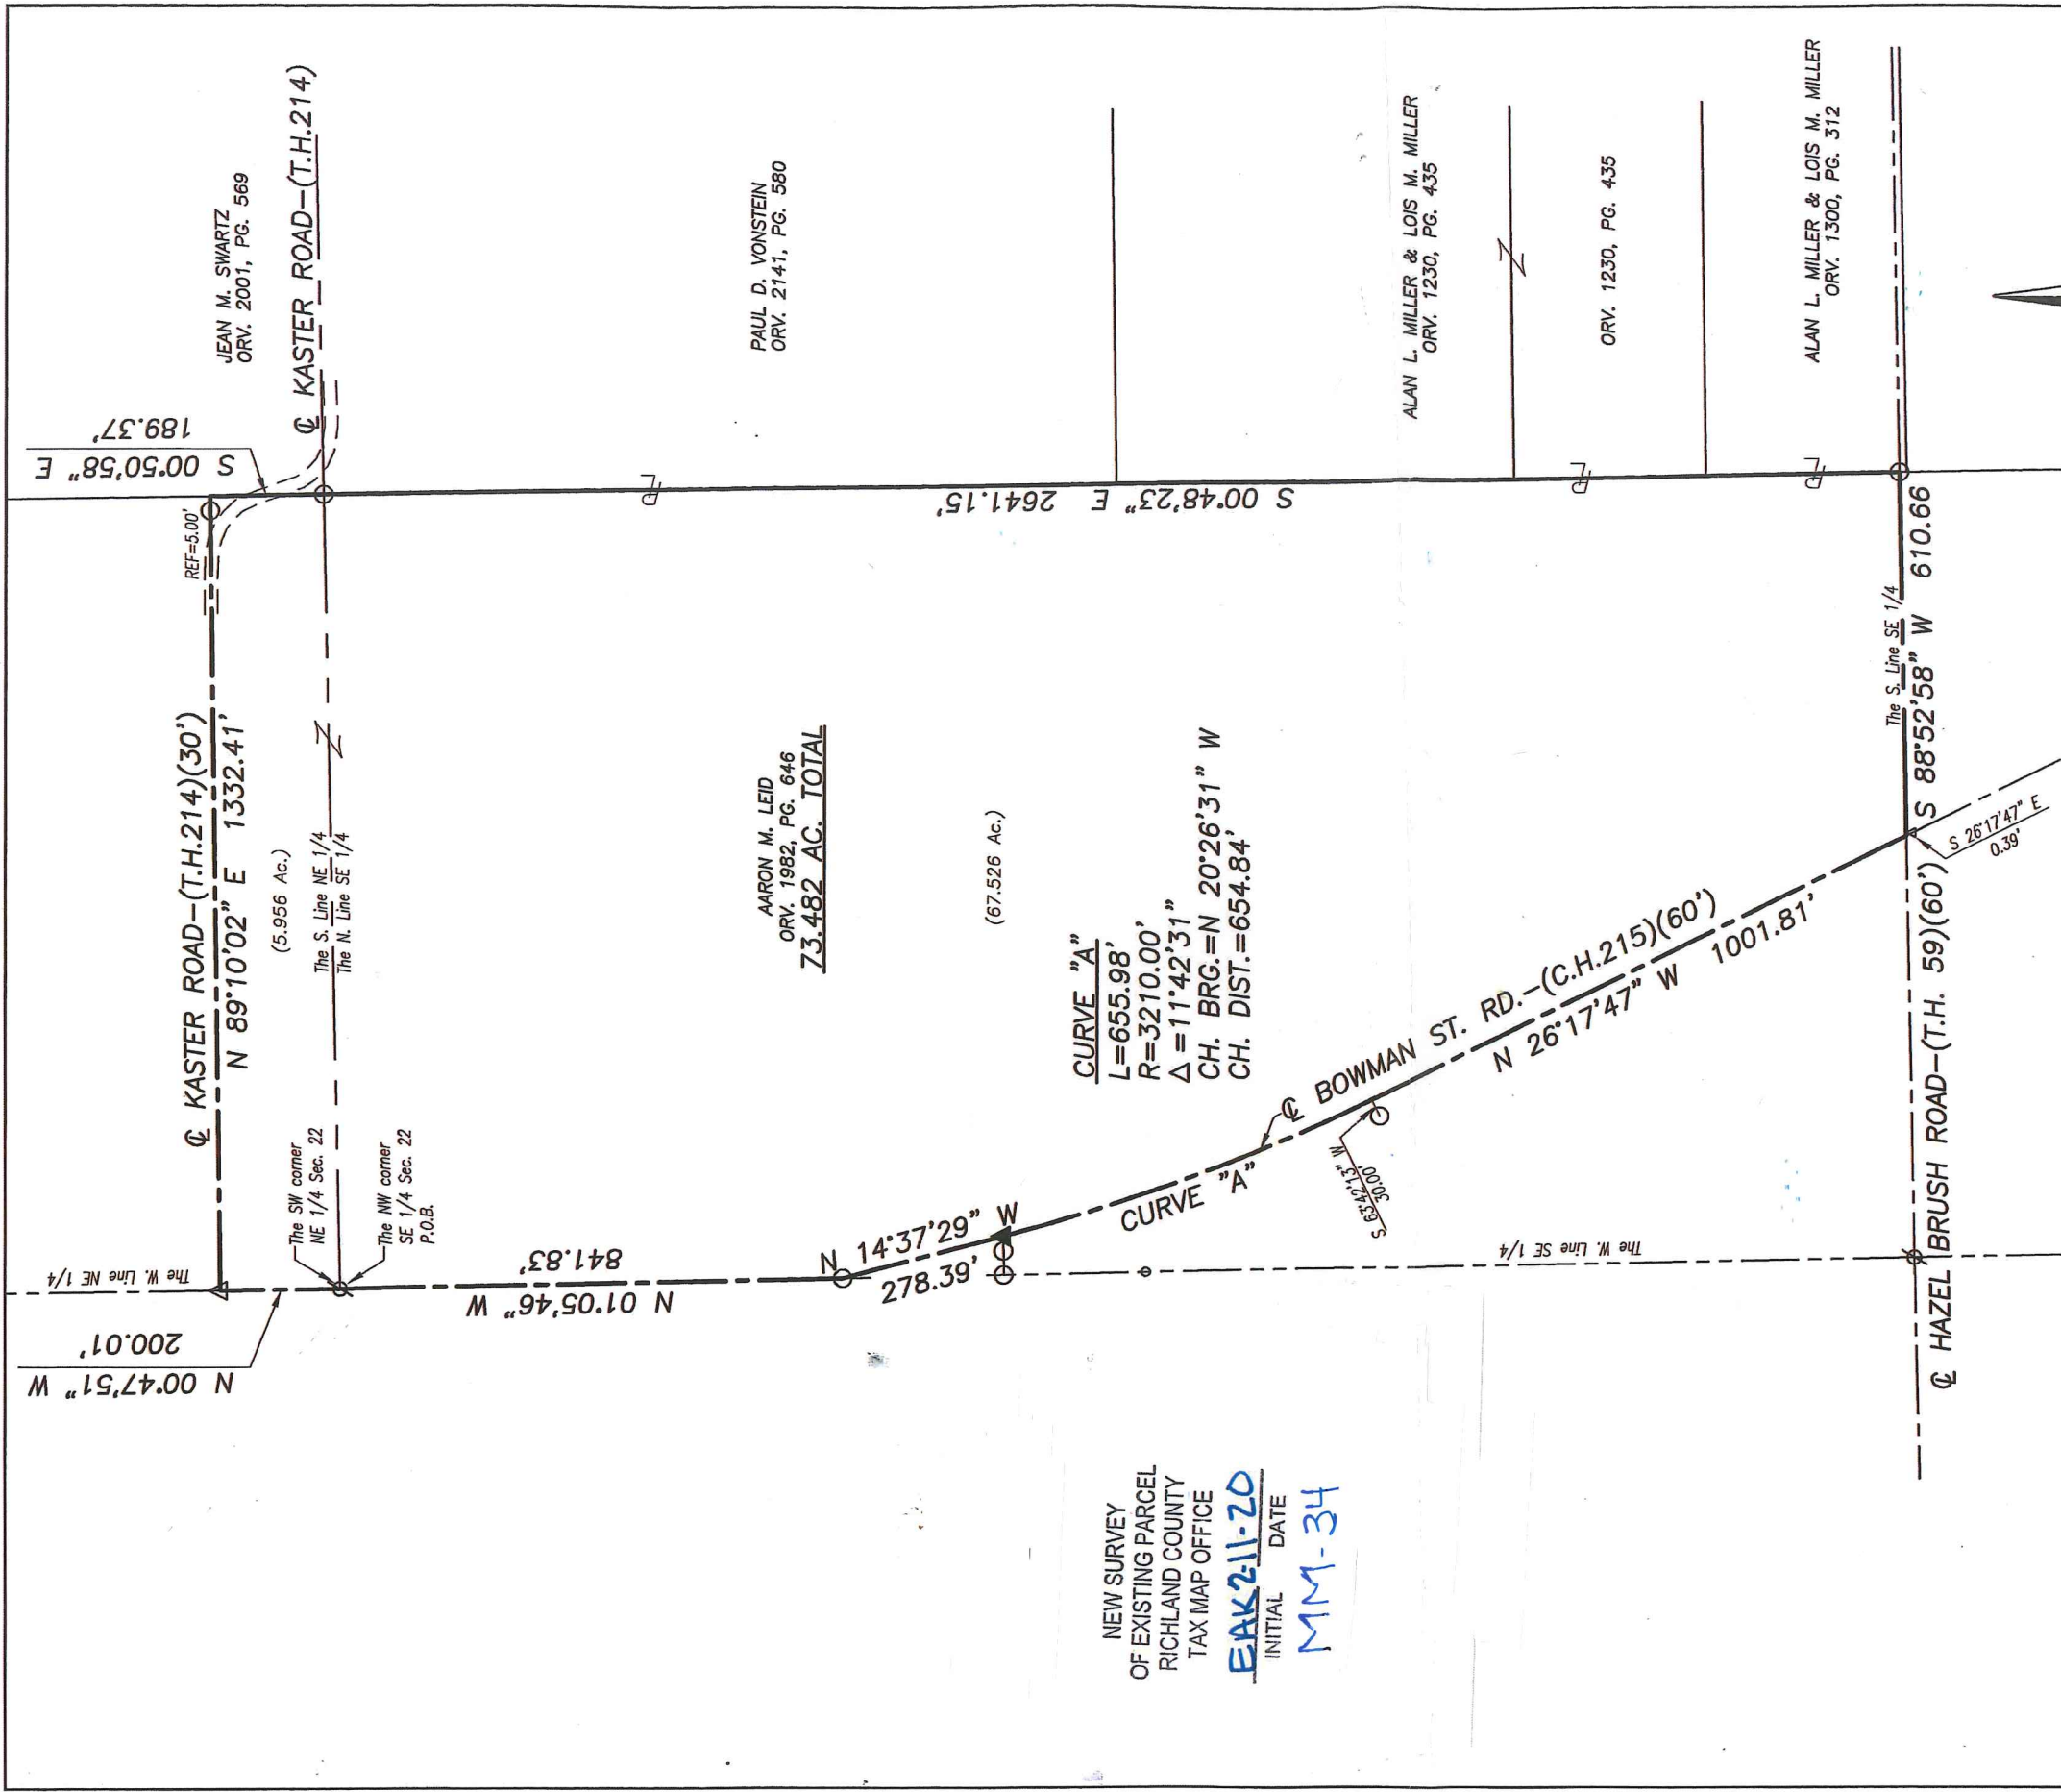 JEAN M. SWARTZ
ORV. 2001, PG. 569
℄ KASTER ROAD-(T.H.214)
S 00°50'58" E
189.37'
REF=5.00'
℄ KASTER ROAD-(T.H.214)(30')
N 89°10'02" E 1332.41'
(5.956 Ac.)
The S. Line NE 1/4
The N. Line SE 1/4
The SW corner
NE 1/4 Sec. 22
The NW corner
SE 1/4 Sec. 22
P.O.B.
The W. Line NE 1/4
N 00°47'51" W
200.01'
N 01°05'46" W
841.83'
PAUL D. VONSTEIN
ORV. 2141, PG. 580
S 00°48'23" E 2641.15'
ALAN L. MILLER & LOIS M. MILLER
ORV. 1230, PG. 435
ORV. 1230, PG. 435
ALAN L. MILLER & LOIS M. MILLER
ORV. 1300, PG. 312
AARON M. LEID
ORV. 1982, PG. 646
73.482 AC. TOTAL
(67.526 Ac.)
CURVE "A"
L=655.98'
R=3210.00'
Δ=11°42'31"
CH. BRG.=N 20°26'31" W
CH. DIST.=654.84'
N 14°37'29" W
278.39'
CURVE "A"
℄ BOWMAN ST. RD.-(C.H.215)(60')
N 26°17'47" W 1001.81'
S 63°42'13" W
30.00'
The W. Line SE 1/4
The S. Line SE 1/4
S 88°52'58" W 610.66
S 26°17'47" E
0.39'
℄ HAZEL BRUSH ROAD-(T.H. 59)(60')
NEW SURVEY
OF EXISTING PARCEL
RICHLAND COUNTY
TAX MAP OFFICE
EAK 2-11-20
INITIAL DATE
MM-34